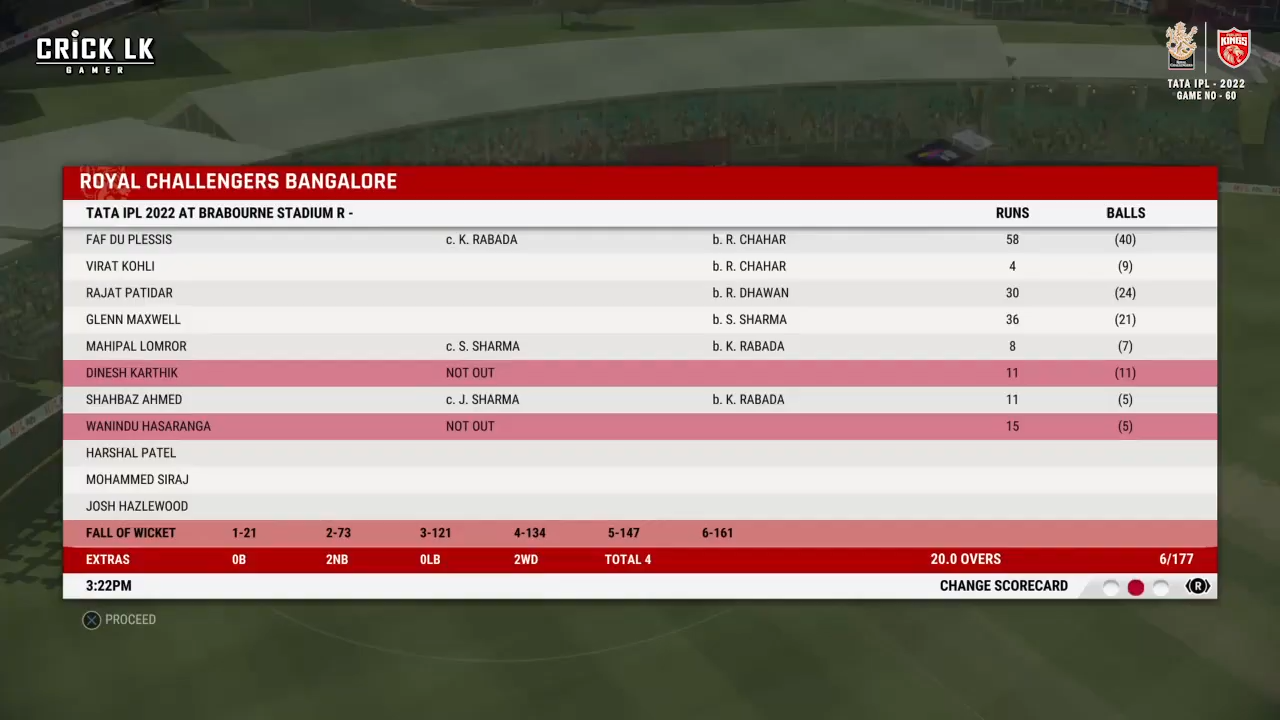 CRICK LK
GAMER
KINGS
TATA IPL - 2022
GAME NO - 60
ROYAL CHALLENGERS BANGALORE
TATA IPL 2022 AT BRABOURNE STADIUM R - RUNS BALLS
FAF DU PLESSIS c. K. RABADA b. R. CHAHAR 58 (40)
VIRAT KOHLI b. R. CHAHAR 4 (9)
RAJAT PATIDAR b. R. DHAWAN 30 (24)
GLENN MAXWELL b. S. SHARMA 36 (21)
MAHIPAL LOMROR c. S. SHARMA b. K. RABADA 8 (7)
DINESH KARTHIK NOT OUT 11 (11)
SHAHBAZ AHMED c. J. SHARMA b. K. RABADA 11 (5)
WANINDU HASARANGA NOT OUT 15 (5)
HARSHAL PATEL
MOHAMMED SIRAJ
JOSH HAZLEWOOD
FALL OF WICKET 1-21 2-73 3-121 4-134 5-147 6-161
EXTRAS 0B 2NB 0LB 2WD TOTAL 4 20.0 OVERS 6/177
3:22PM CHANGE SCORECARD R
PROCEED